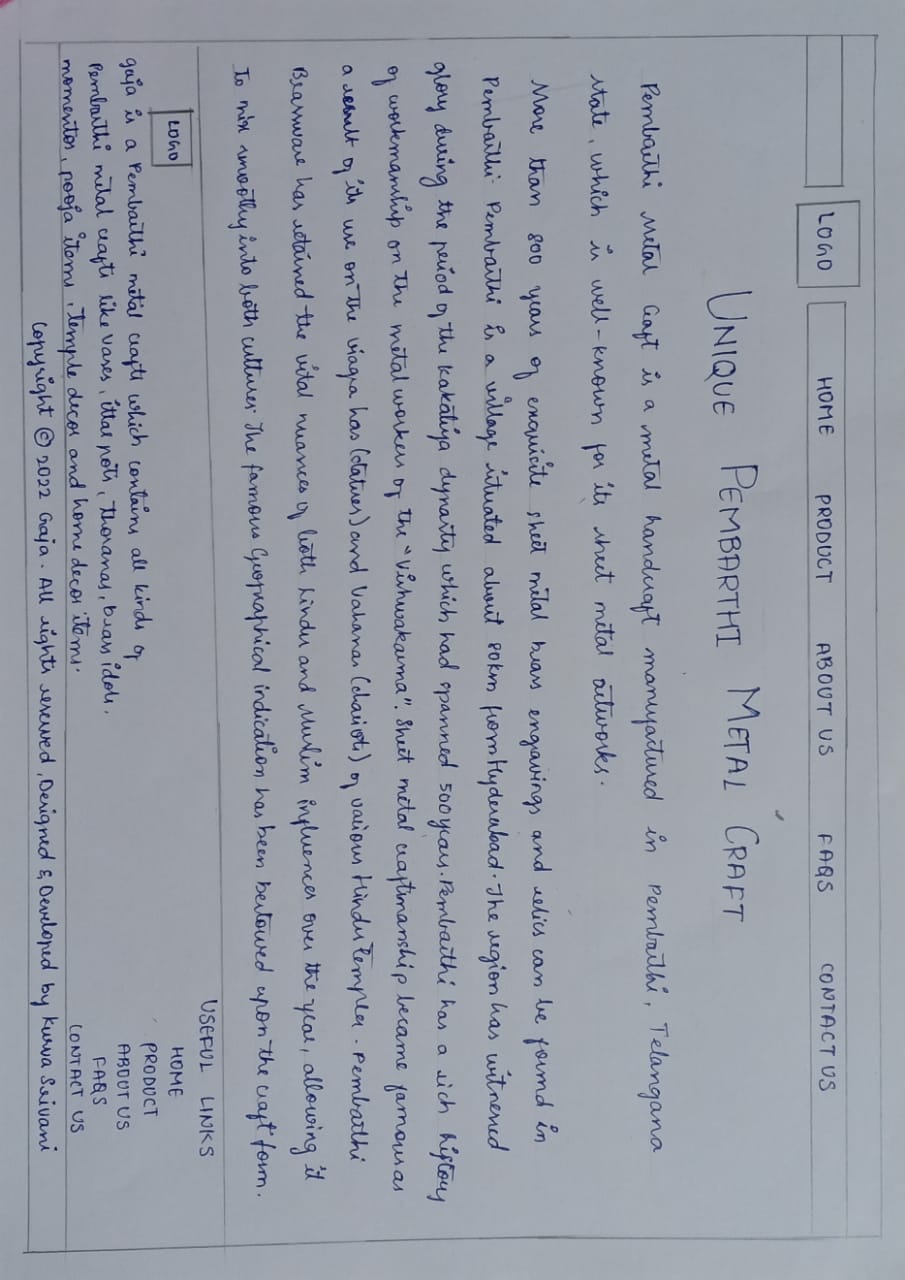 LOGO
HOME PRODUCT ABOUT US FAQS CONTACT US
UNIQUE PEMBARTHI METAL CRAFT
Pembarthi Metal Craft is a metal handcraft manufactured in Pembarthi, Telangana
state, which is well-known for its sheet metal artworks.
More than 800 years of exquisite sheet metal brass engravings and relics can be found in
Pembarthi. Pembarthi is a village situated about 80km from Hyderabad. The region has witnessed
glory during the period of the Kakatiya dynasty which had spanned 500 years. Pembarthi has a rich history
of workmanship on the metal workers of the "Vishwakarma". Sheet metal craftmanship became famous as
a result of its use on the viagra has (statues) and Vahanas (chariots) of various Hindu Temples. Pembarthi
Brassware has retained the vital nuances of both hindu and Muslim influences over the year, allowing it
to mix smoothly into both cultures. The famous Geographical indication has been bestowed upon the craft form.
LOGO
gaja is a Pembarthi metal crafts which contains all kinds of
Pembarthi metal crafts like vases, ittar pots, Thoranas, brass idols,
momentos, pooja items, Temple decor and home decor items.
USEFUL LINKS
HOME
PRODUCT
ABOUT US
FAQS
CONTACT US
Copyright © 2022 Gaja. All rights reserved, Designed & Developed by Kurva Srivani